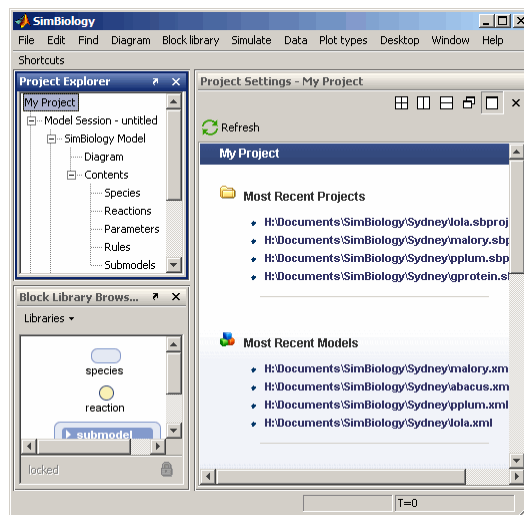 SimBiology
File Edit Find Diagram Block library Simulate Data Plot types Desktop Window Help
Shortcuts
Project Explorer
My Project
Model Session - untitled
SimBiology Model
Diagram
Contents
Species
Reactions
Parameters
Rules
Submodels
Block Library Brows...
Libraries
species
reaction
submodel
locked
Project Settings - My Project
Refresh
My Project
Most Recent Projects
H:\Documents\SimBiology\Sydney\lola.sbproj
H:\Documents\SimBiology\Sydney\malory.sbp
H:\Documents\SimBiology\Sydney\pplum.sbp
H:\Documents\SimBiology\Sydney\gprotein.sl
Most Recent Models
H:\Documents\SimBiology\Sydney\malory.xm
H:\Documents\SimBiology\Sydney\abacus.xm
H:\Documents\SimBiology\Sydney\pplum.xml
H:\Documents\SimBiology\Sydney\lola.xml
T=0